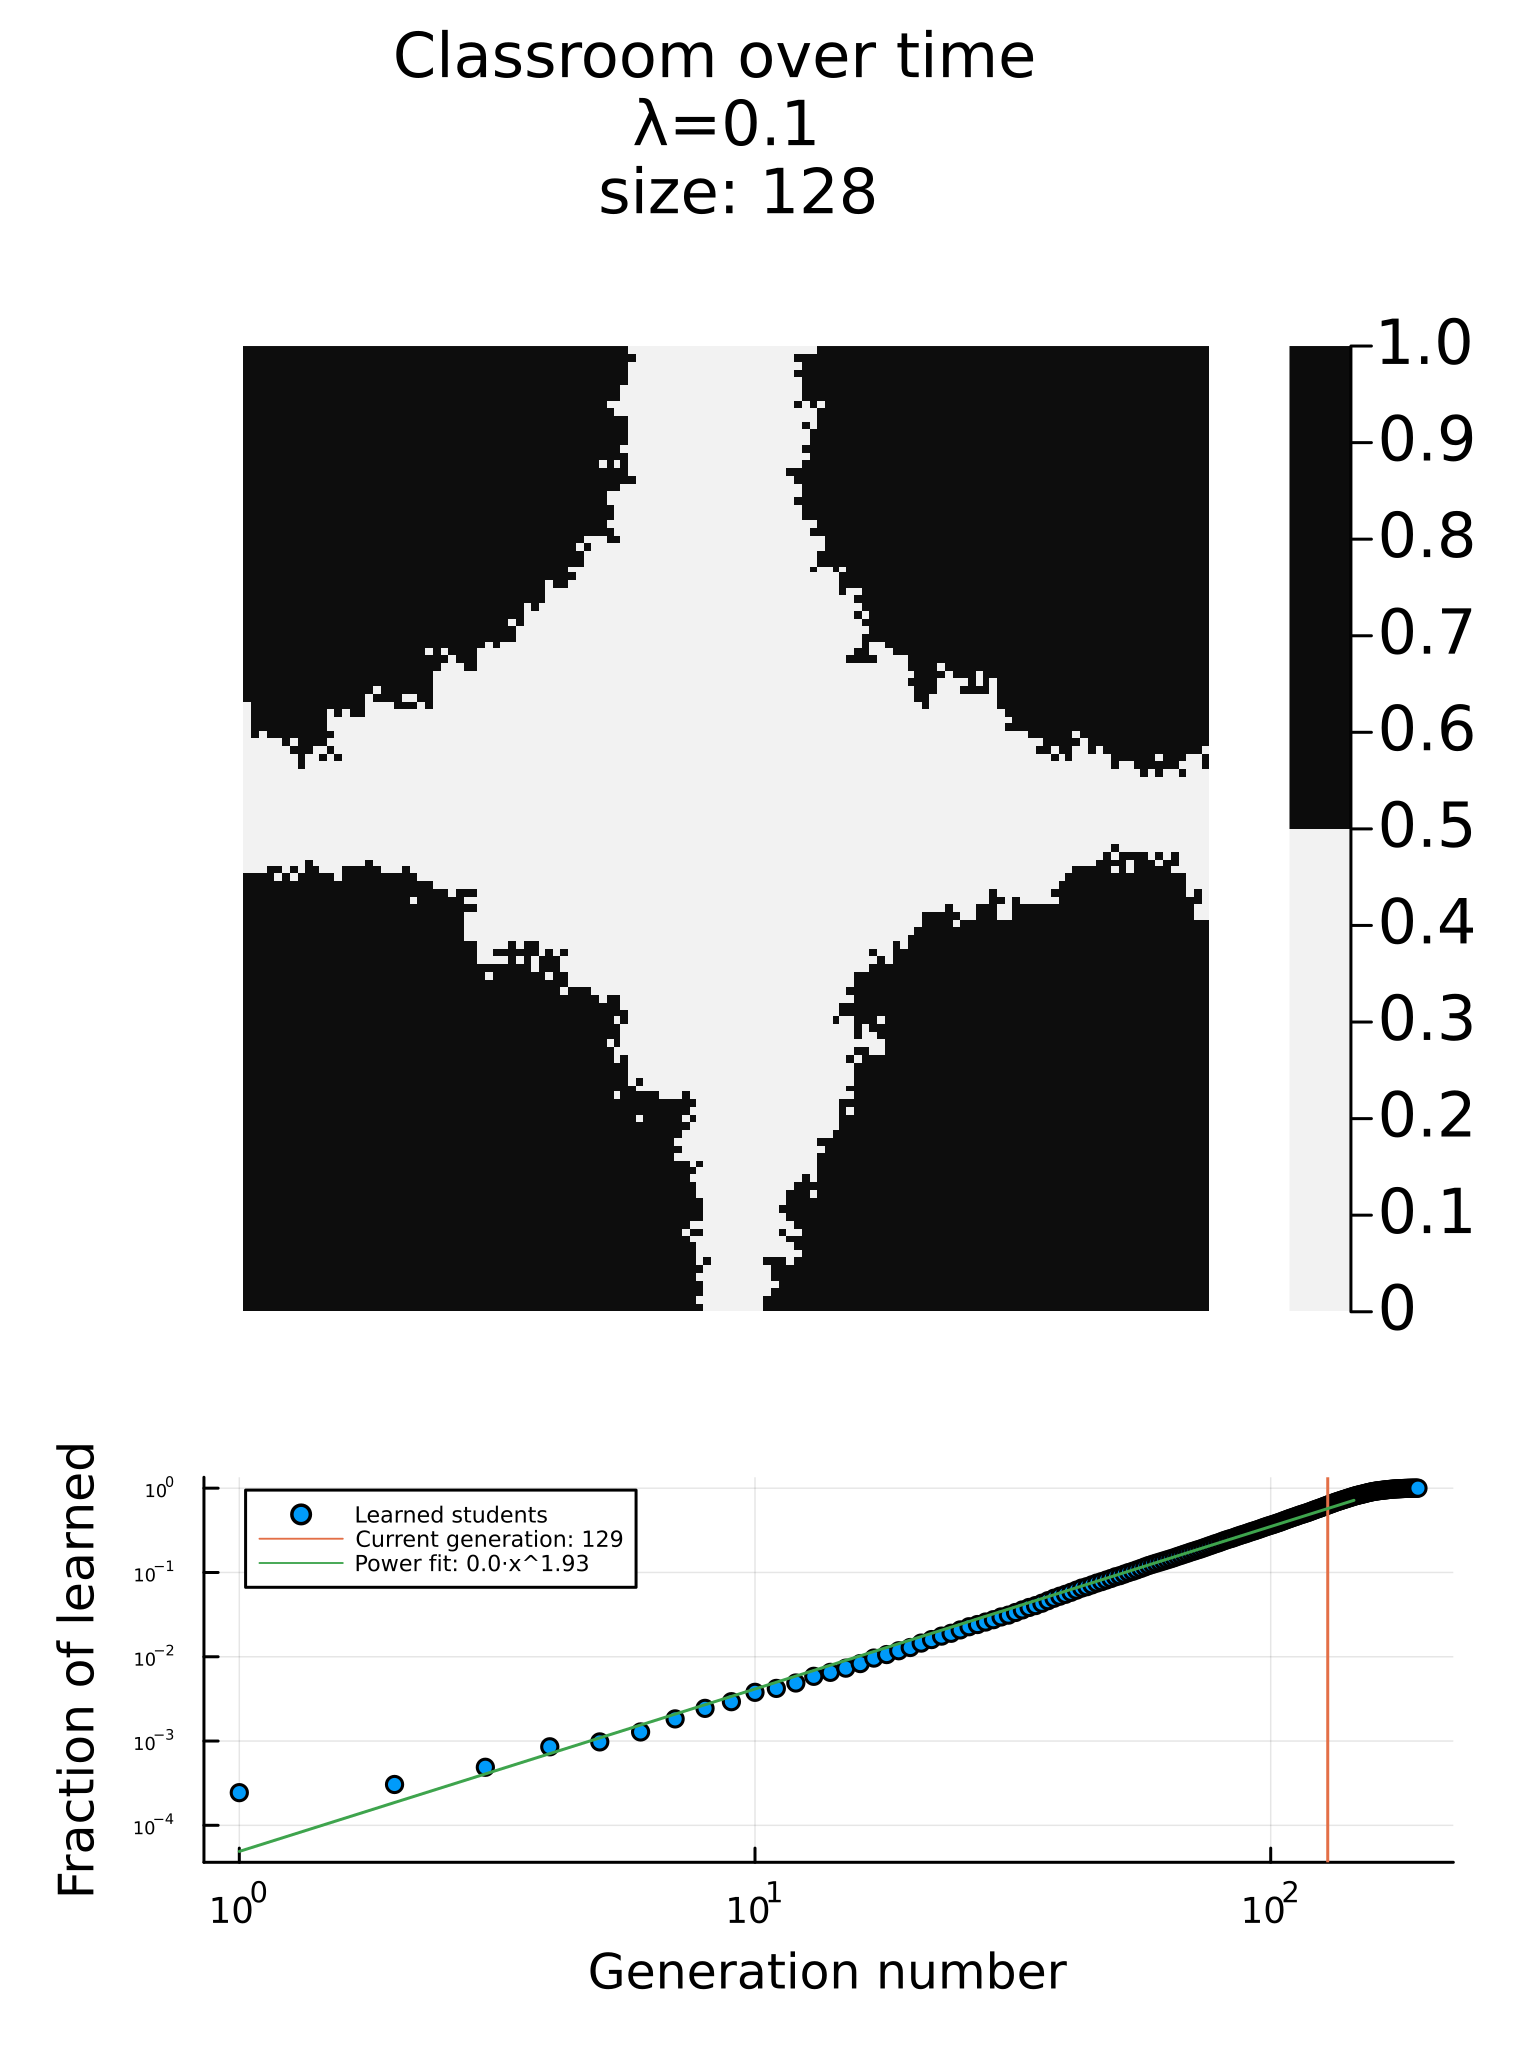 Classroom over time
λ=0.1
size: 128
1.0
0.9
0.8
0.7
0.6
0.5
0.4
0.3
0.2
0.1
0
Fraction of learned
10^0
10^−1
10^−2
10^−3
10^−4
Learned students
Current generation: 129
Power fit: 0.0·x^1.93
10^0 10^1 10^2
Generation number